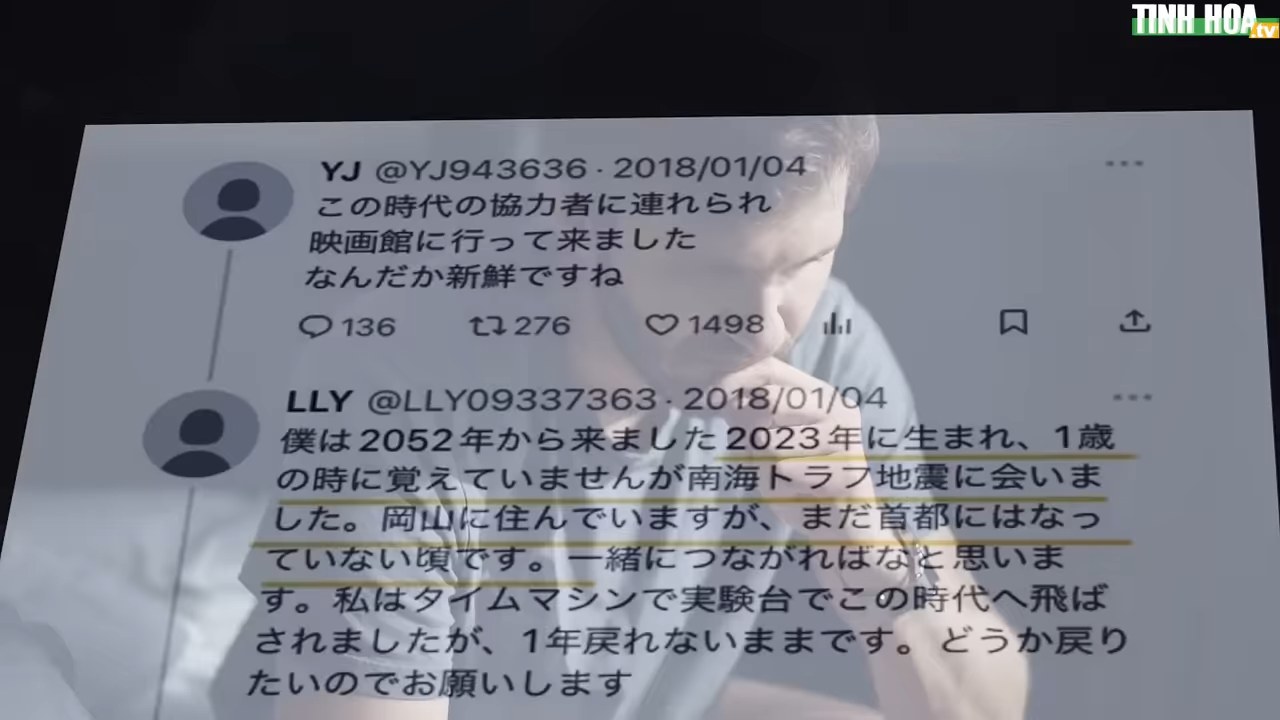 TINH HOA
.tv
YJ @YJ943636 · 2018/01/04
この時代の協力者に連れられ
映画館に行って来ました
なんだか新鮮ですね
136 276 1498
LLY @LLY09337363 · 2018/01/04
僕は2052年から来ました2023年に生まれ、1歳
の時に覚えていませんが南海トラフ地震に会いま
した。岡山に住んでいますが、まだ首都にはなっ
ていない頃です。一緒につながればなと思いま
す。私はタイムマシンで実験台でこの時代へ飛ば
されましたが、1年戻れないままです。どうか戻り
たいのでお願いします